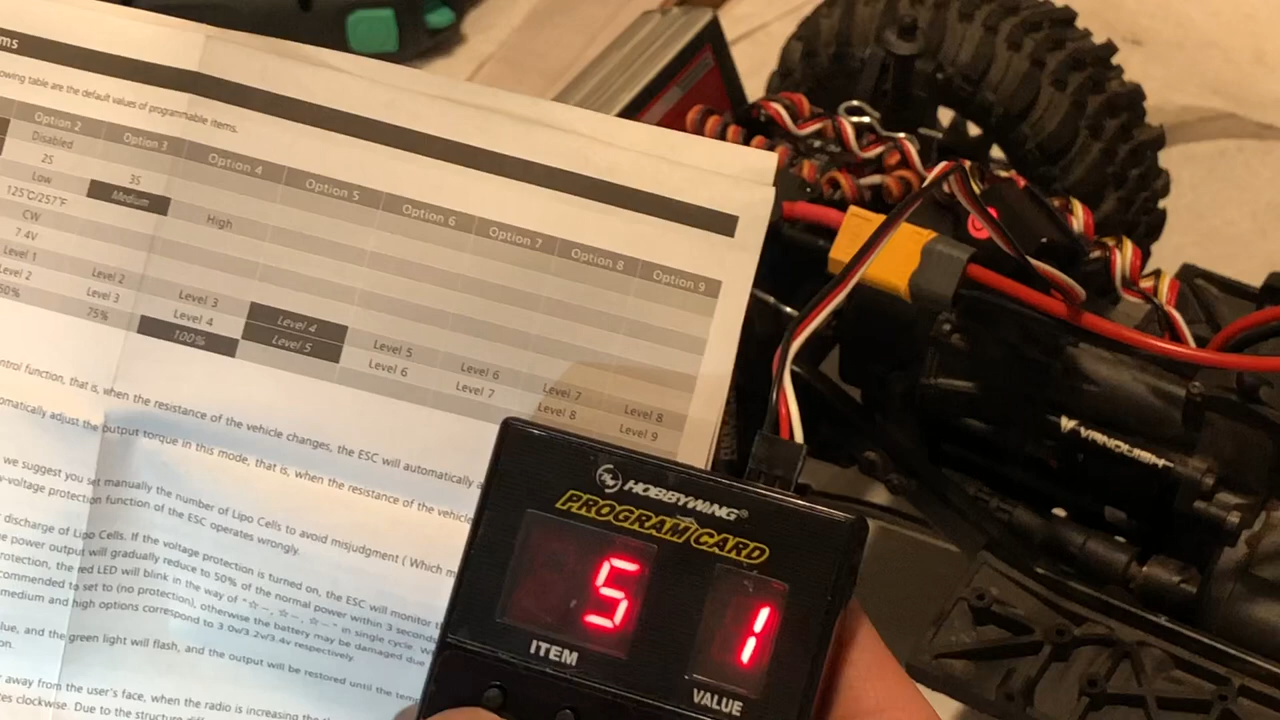 ms
owing table are the default values of programmable items.
Option 2 Option 3 Option 4 Option 5 Option 6 Option 7 Option 8 Option 9
Disabled
2S 3S
Low Medium High
125℃/257℉
CW
7.4V
Level 1 Level 2 Level 3 Level 4 Level 5 Level 6 Level 7 Level 8
Level 2 Level 3 Level 4 Level 5 Level 6 Level 7 Level 8 Level 9
50% 75% 100%
ntrol function, that is, when the resistance of the vehicle changes, the ESC will automatically a
omatically adjust the output torque in this mode, that is, when the resistance of the vehicle
we suggest you set manually the number of Lipo Cells to avoid misjudgment ( Which m
-voltage protection function of the ESC operates wrongly.
discharge of Lipo Cells. If the voltage protection is turned on, the ESC will monitor
e power output will gradually reduce to 50% of the normal power within 3 seconds
rotection, the red LED will blink in the way of "☆–, ☆–, ☆–" in single cycle. W
commended to set to (no protection), otherwise the battery may be damaged due
medium and high options correspond to 3.0v/3.2v/3.4v respectively.
lue, and the green light will flash, and the output will be restored until the temp
on.
away from the user's face, when the radio is increasing the
es clockwise. Due to the structure
VANQUISH
HOBBYWING®
PROGRAM CARD
5 1
ITEM VALUE